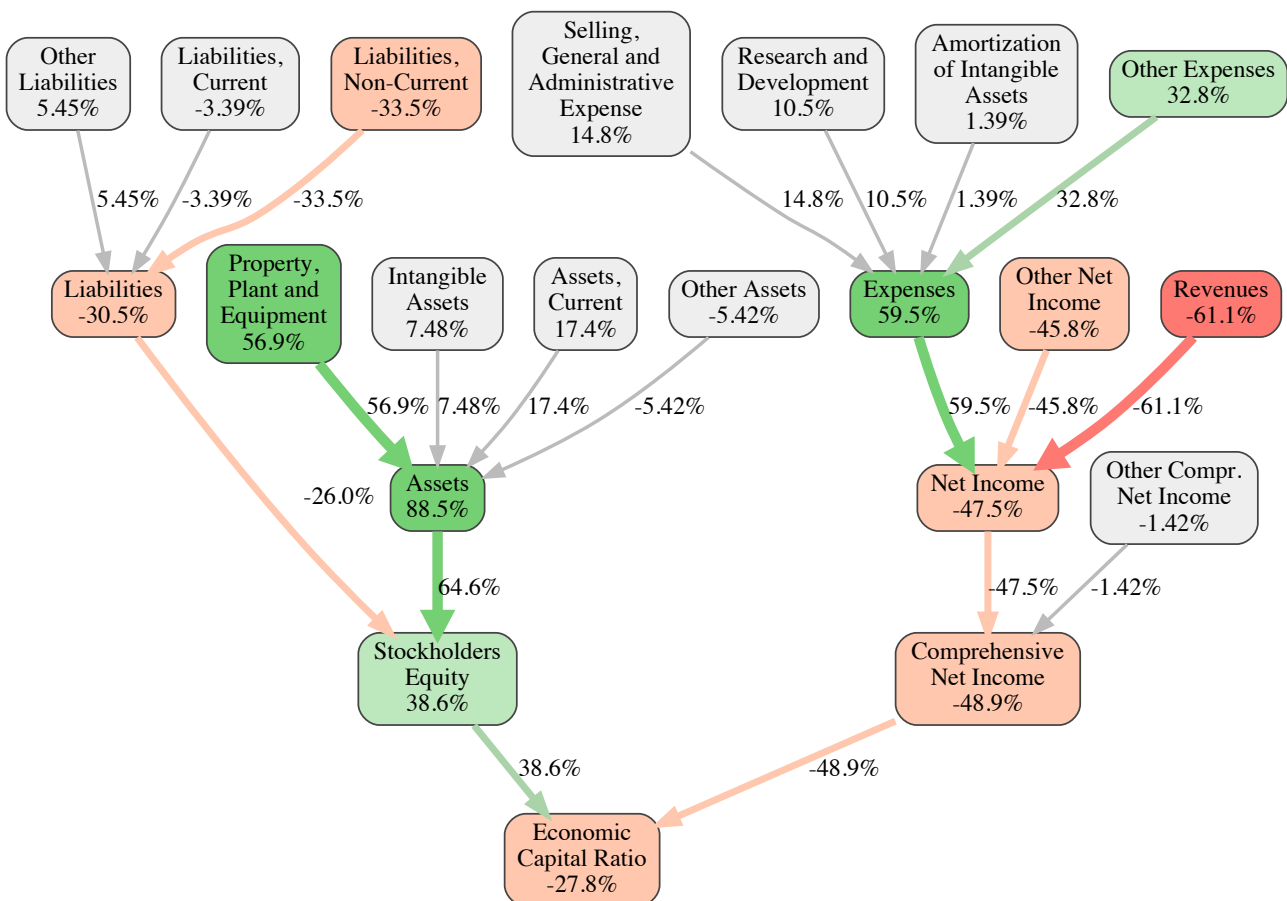 Other
Liabilities
5.45%
Liabilities,
Current
-3.39%
Liabilities,
Non-Current
-33.5%
Selling,
General and
Administrative
Expense
14.8%
Research and
Development
10.5%
Amortization
of Intangible
Assets
1.39%
Other Expenses
32.8%
5.45%
-3.39%
-33.5%
14.8%
10.5%
1.39%
32.8%
Liabilities
-30.5%
Property,
Plant and
Equipment
56.9%
Intangible
Assets
7.48%
Assets,
Current
17.4%
Other Assets
-5.42%
Expenses
59.5%
Other Net
Income
-45.8%
Revenues
-61.1%
56.9%
7.48%
17.4%
-5.42%
59.5%
-45.8%
-61.1%
-26.0%
Assets
88.5%
Net Income
-47.5%
Other Compr.
Net Income
-1.42%
64.6%
-47.5%
-1.42%
Stockholders
Equity
38.6%
Comprehensive
Net Income
-48.9%
38.6%
-48.9%
Economic
Capital Ratio
-27.8%